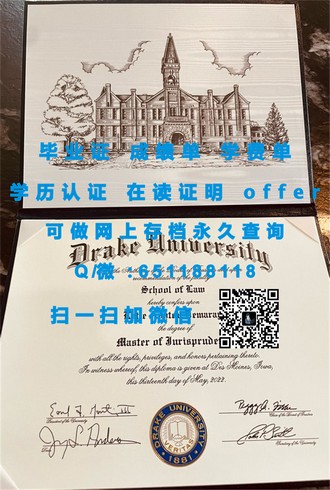 毕业证 成绩单 学费单
学历认证 在读证明 offer
可做网上存档永久查询
Drake University
Q/微:651188118
School of Law
hereby confers upon
扫一扫加微信
the degree of
Master of Jurisprude
with all the rights, privileges, and honors pertaining thereto.
In witness whereof, this diploma is given at Des Moines, Iowa,
this thirteenth day of May, 2022.
DRAKE UNIVERSITY
1881